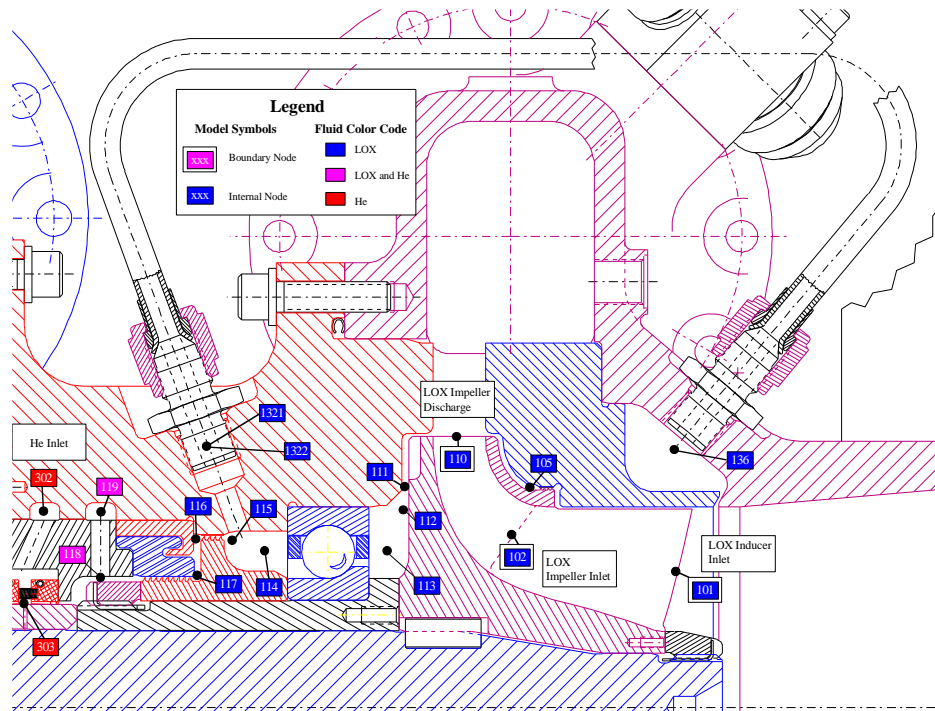 Legend
Model Symbols Fluid Color Code
xxx Boundary Node LOX
LOX and He
xxx Internal Node He
LOX Impeller
Discharge
1321
He Inlet
1322
110
105
136
302
119
116
115
111
112
118
102
LOX Inducer
Inlet
LOX
Impeller Inlet
117
114
113
101
303